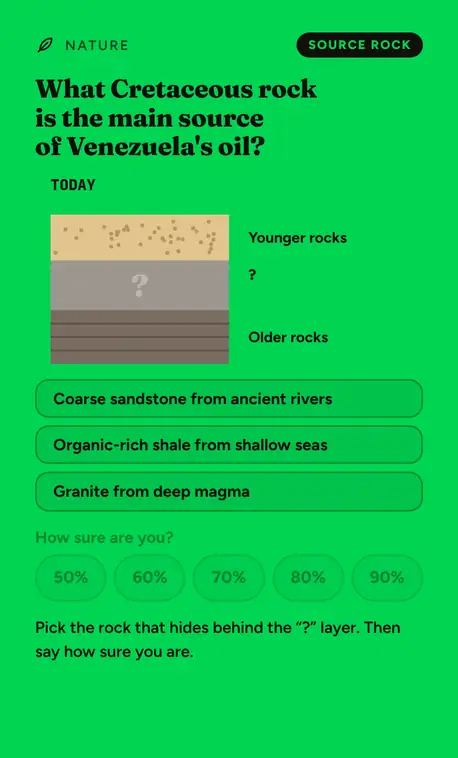 NATURE
SOURCE ROCK
What Cretaceous rock
is the main source
of Venezuela's oil?
TODAY
Younger rocks
?
?
Older rocks
Coarse sandstone from ancient rivers
Organic-rich shale from shallow seas
Granite from deep magma
How sure are you?
50% 60% 70% 80% 90%
Pick the rock that hides behind the “?” layer. Then
say how sure you are.